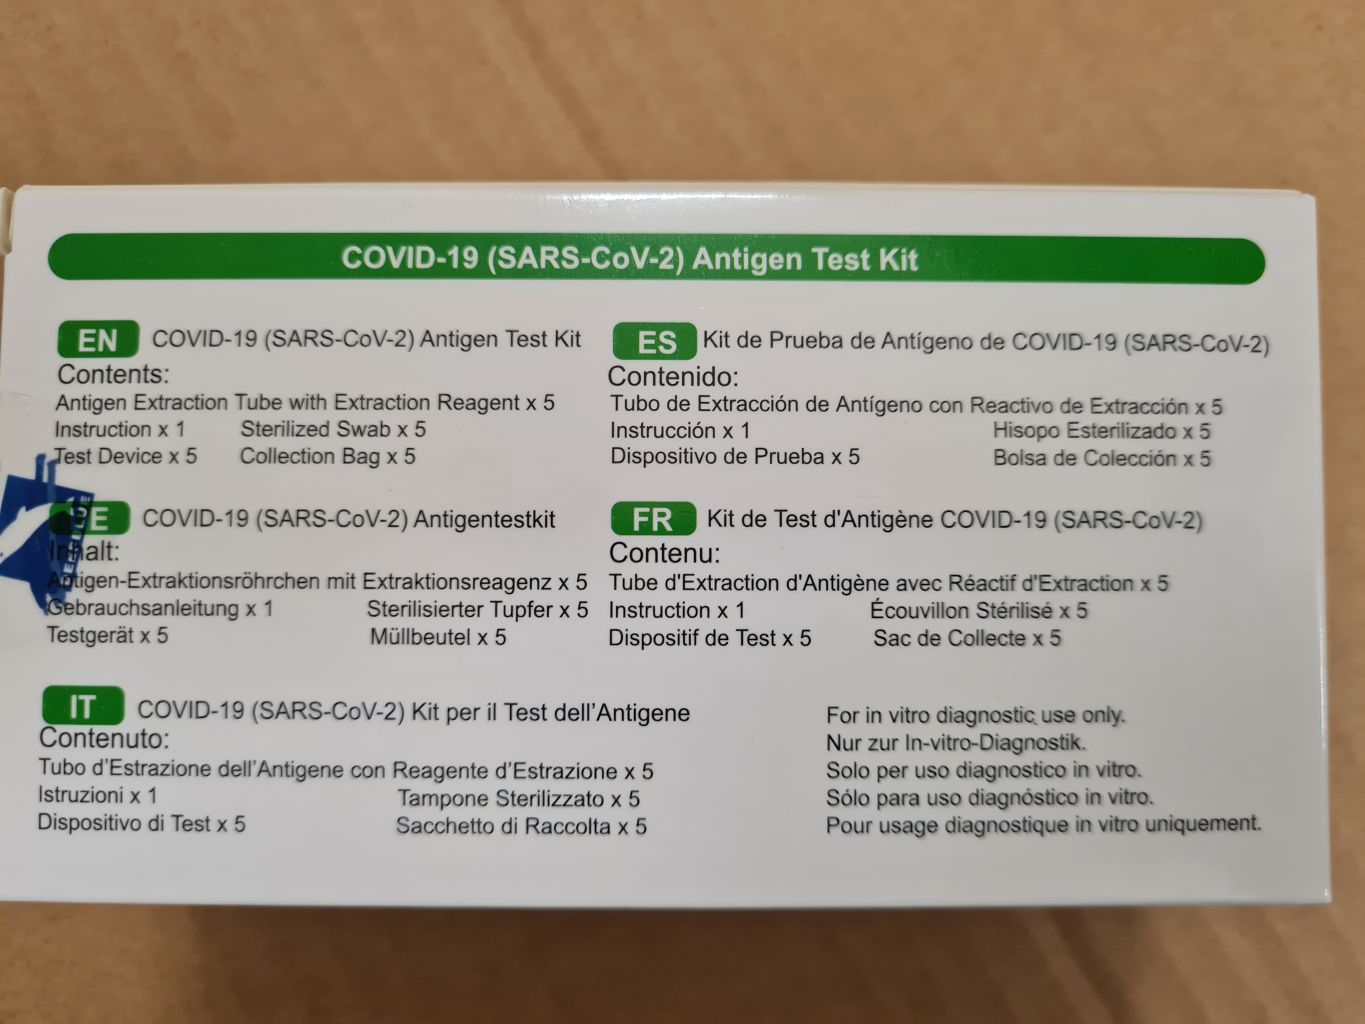 COVID-19 (SARS-CoV-2) Antigen Test Kit
EN COVID-19 (SARS-CoV-2) Antigen Test Kit
Contents:
Antigen Extraction Tube with Extraction Reagent x 5
Instruction x 1 Sterilized Swab x 5
Test Device x 5 Collection Bag x 5
ES Kit de Prueba de Antígeno de COVID-19 (SARS-CoV-2)
Contenido:
Tubo de Extracción de Antígeno con Reactivo de Extracción x 5
Instrucción x 1 Hisopo Esterilizado x 5
Dispositivo de Prueba x 5 Bolsa de Colección x 5
DE COVID-19 (SARS-CoV-2) Antigentestkit
Inhalt:
Antigen-Extraktionsröhrchen mit Extraktionsreagenz x 5
Gebrauchsanleitung x 1 Sterilisierter Tupfer x 5
Testgerät x 5 Müllbeutel x 5
FR Kit de Test d'Antigène COVID-19 (SARS-CoV-2)
Contenu:
Tube d'Extraction d'Antigène avec Réactif d'Extraction x 5
Instruction x 1 Écouvillon Stérilisé x 5
Dispositif de Test x 5 Sac de Collecte x 5
IT COVID-19 (SARS-CoV-2) Kit per il Test dell'Antigene
Contenuto:
Tubo d'Estrazione dell'Antigene con Reagente d'Estrazione x 5
Istruzioni x 1 Tampone Sterilizzato x 5
Dispositivo di Test x 5 Sacchetto di Raccolta x 5
For in vitro diagnostic use only.
Nur zur In-vitro-Diagnostik.
Solo per uso diagnostico in vitro.
Sólo para uso diagnóstico in vitro.
Pour usage diagnostique in vitro uniquement.